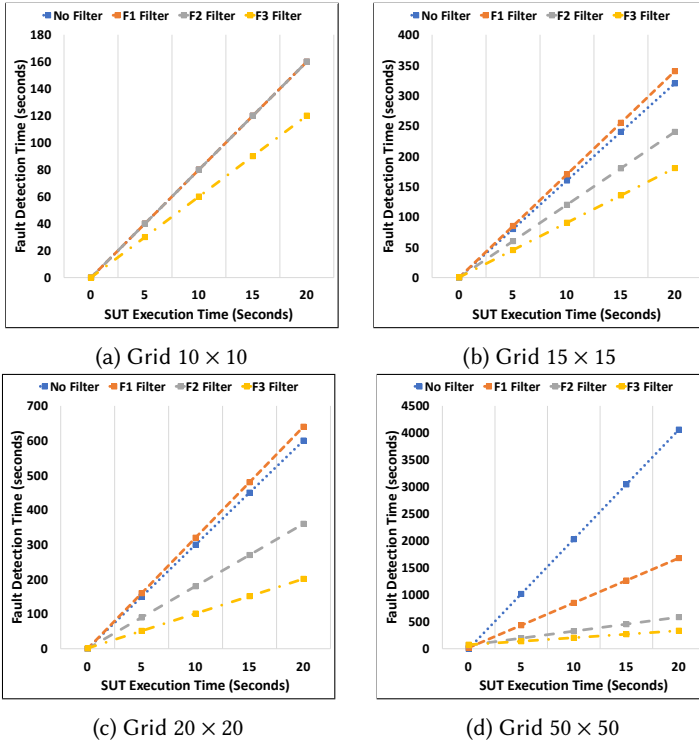 No Filter F1 Filter F2 Filter F3 Filter
Fault Detection Time (seconds)
160
140
120
100
80
60
40
20
0
0 5 10 15 20
SUT Execution Time (Seconds)
(a) Grid 10 × 10
No Filter F1 Filter F2 Filter F3 Filter
Fault Detection Time (seconds)
400
350
300
250
200
150
100
50
0
0 5 10 15 20
SUT Execution Time (Seconds)
(b) Grid 15 × 15
No Filter F1 Filter F2 Filter F3 Filter
Fault Detection Time (seconds)
700
600
500
400
300
200
100
0
0 5 10 15 20
SUT Execution Time (Seconds)
(c) Grid 20 × 20
No Filter F1 Filter F2 Filter F3 Filter
Fault Detection Time (seconds)
4500
4000
3500
3000
2500
2000
1500
1000
500
0
0 5 10 15 20
SUT Execution Time (Seconds)
(d) Grid 50 × 50